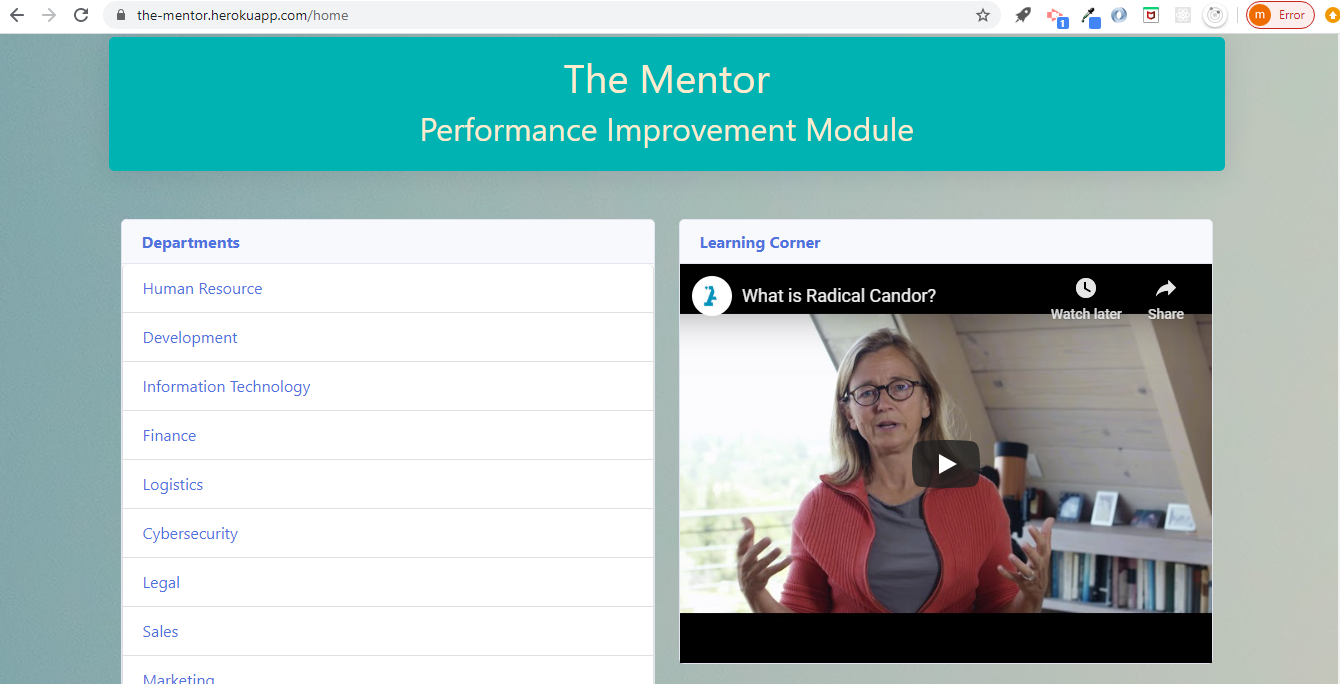 the-mentor.herokuapp.com/home
1
m
Error
The Mentor
Performance Improvement Module
Departments
Human Resource
Development
Information Technology
Finance
Logistics
Cybersecurity
Legal
Sales
Marketing
Learning Corner
What is Radical Candor?
Watch later
Share